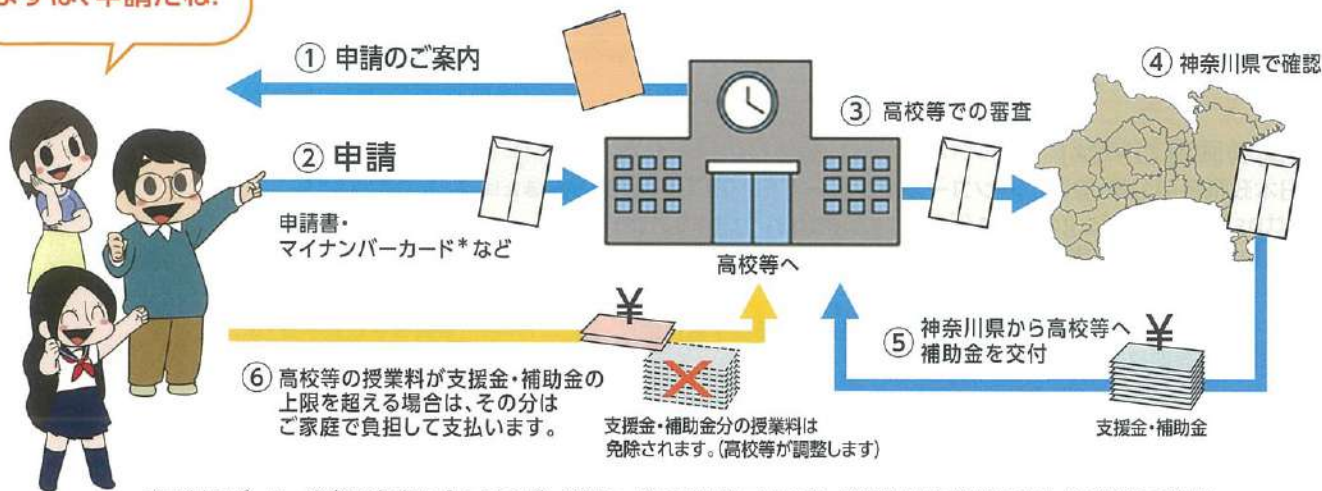 まずは、申請だね!
① 申請のご案内
② 申請
申請書・
マイナンバーカード*など
高校等へ
③ 高校等での審査
④ 神奈川県で確認
⑤ 神奈川県から高校等へ
補助金を交付
¥
支援金・補助金
¥
⑥ 高校等の授業料が支援金・補助金の
上限を超える場合は、その分は
ご家庭で負担して支払います。
支援金・補助金分の授業料は
免除されます。(高校等が調整します)